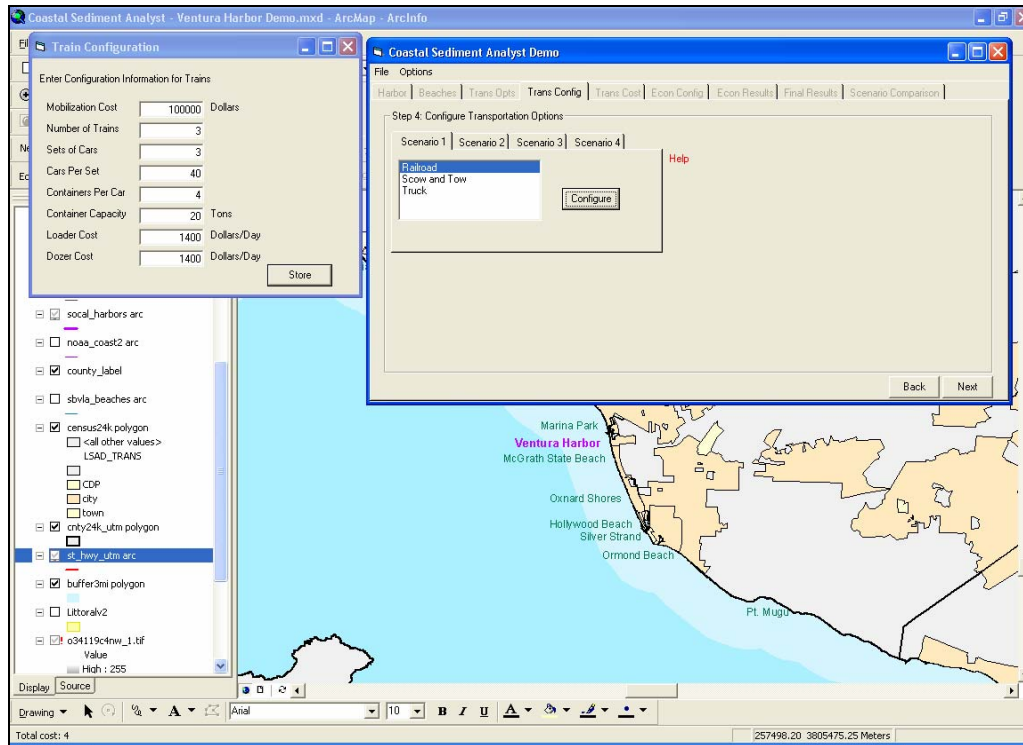 Coastal Sediment Analyst - Ventura Harbor Demo.mxd - ArcMap - ArcInfo
Train Configuration
Enter Configuration Information for Trains
Mobilization Cost 100000 Dollars
Number of Trains 3
Sets of Cars 3
Cars Per Set 40
Containers Per Car 4
Container Capacity 20 Tons
Loader Cost 1400 Dollars/Day
Dozer Cost 1400 Dollars/Day
Store
Coastal Sediment Analyst Demo
File Options
Harbor Beaches Trans Opts Trans Config Trans Cost Econ Config Econ Results Final Results Scenario Comparison
Step 4: Configure Transportation Options
Scenario 1 Scenario 2 Scenario 3 Scenario 4
Railroad
Scow and Tow
Truck
Configure
Help
Back Next
socal_harbors arc
noaa_coast2 arc
county_label
sbvla_beaches arc
census24k polygon
<all other values>
LSAD_TRANS
CDP
city
town
cnty24k_utm polygon
st_hwy_utm arc
buffer3mi polygon
Littoralv2
o34119c4nw_1.tif
Value
High : 255
Display Source
Marina Park
Ventura Harbor
McGrath State Beach
Oxnard Shores
Hollywood Beach
Silver Strand
Ormond Beach
Pt. Mugu
Drawing A Arial 10 B I U A
Total cost: 4
257498.20 3805475.25 Meters